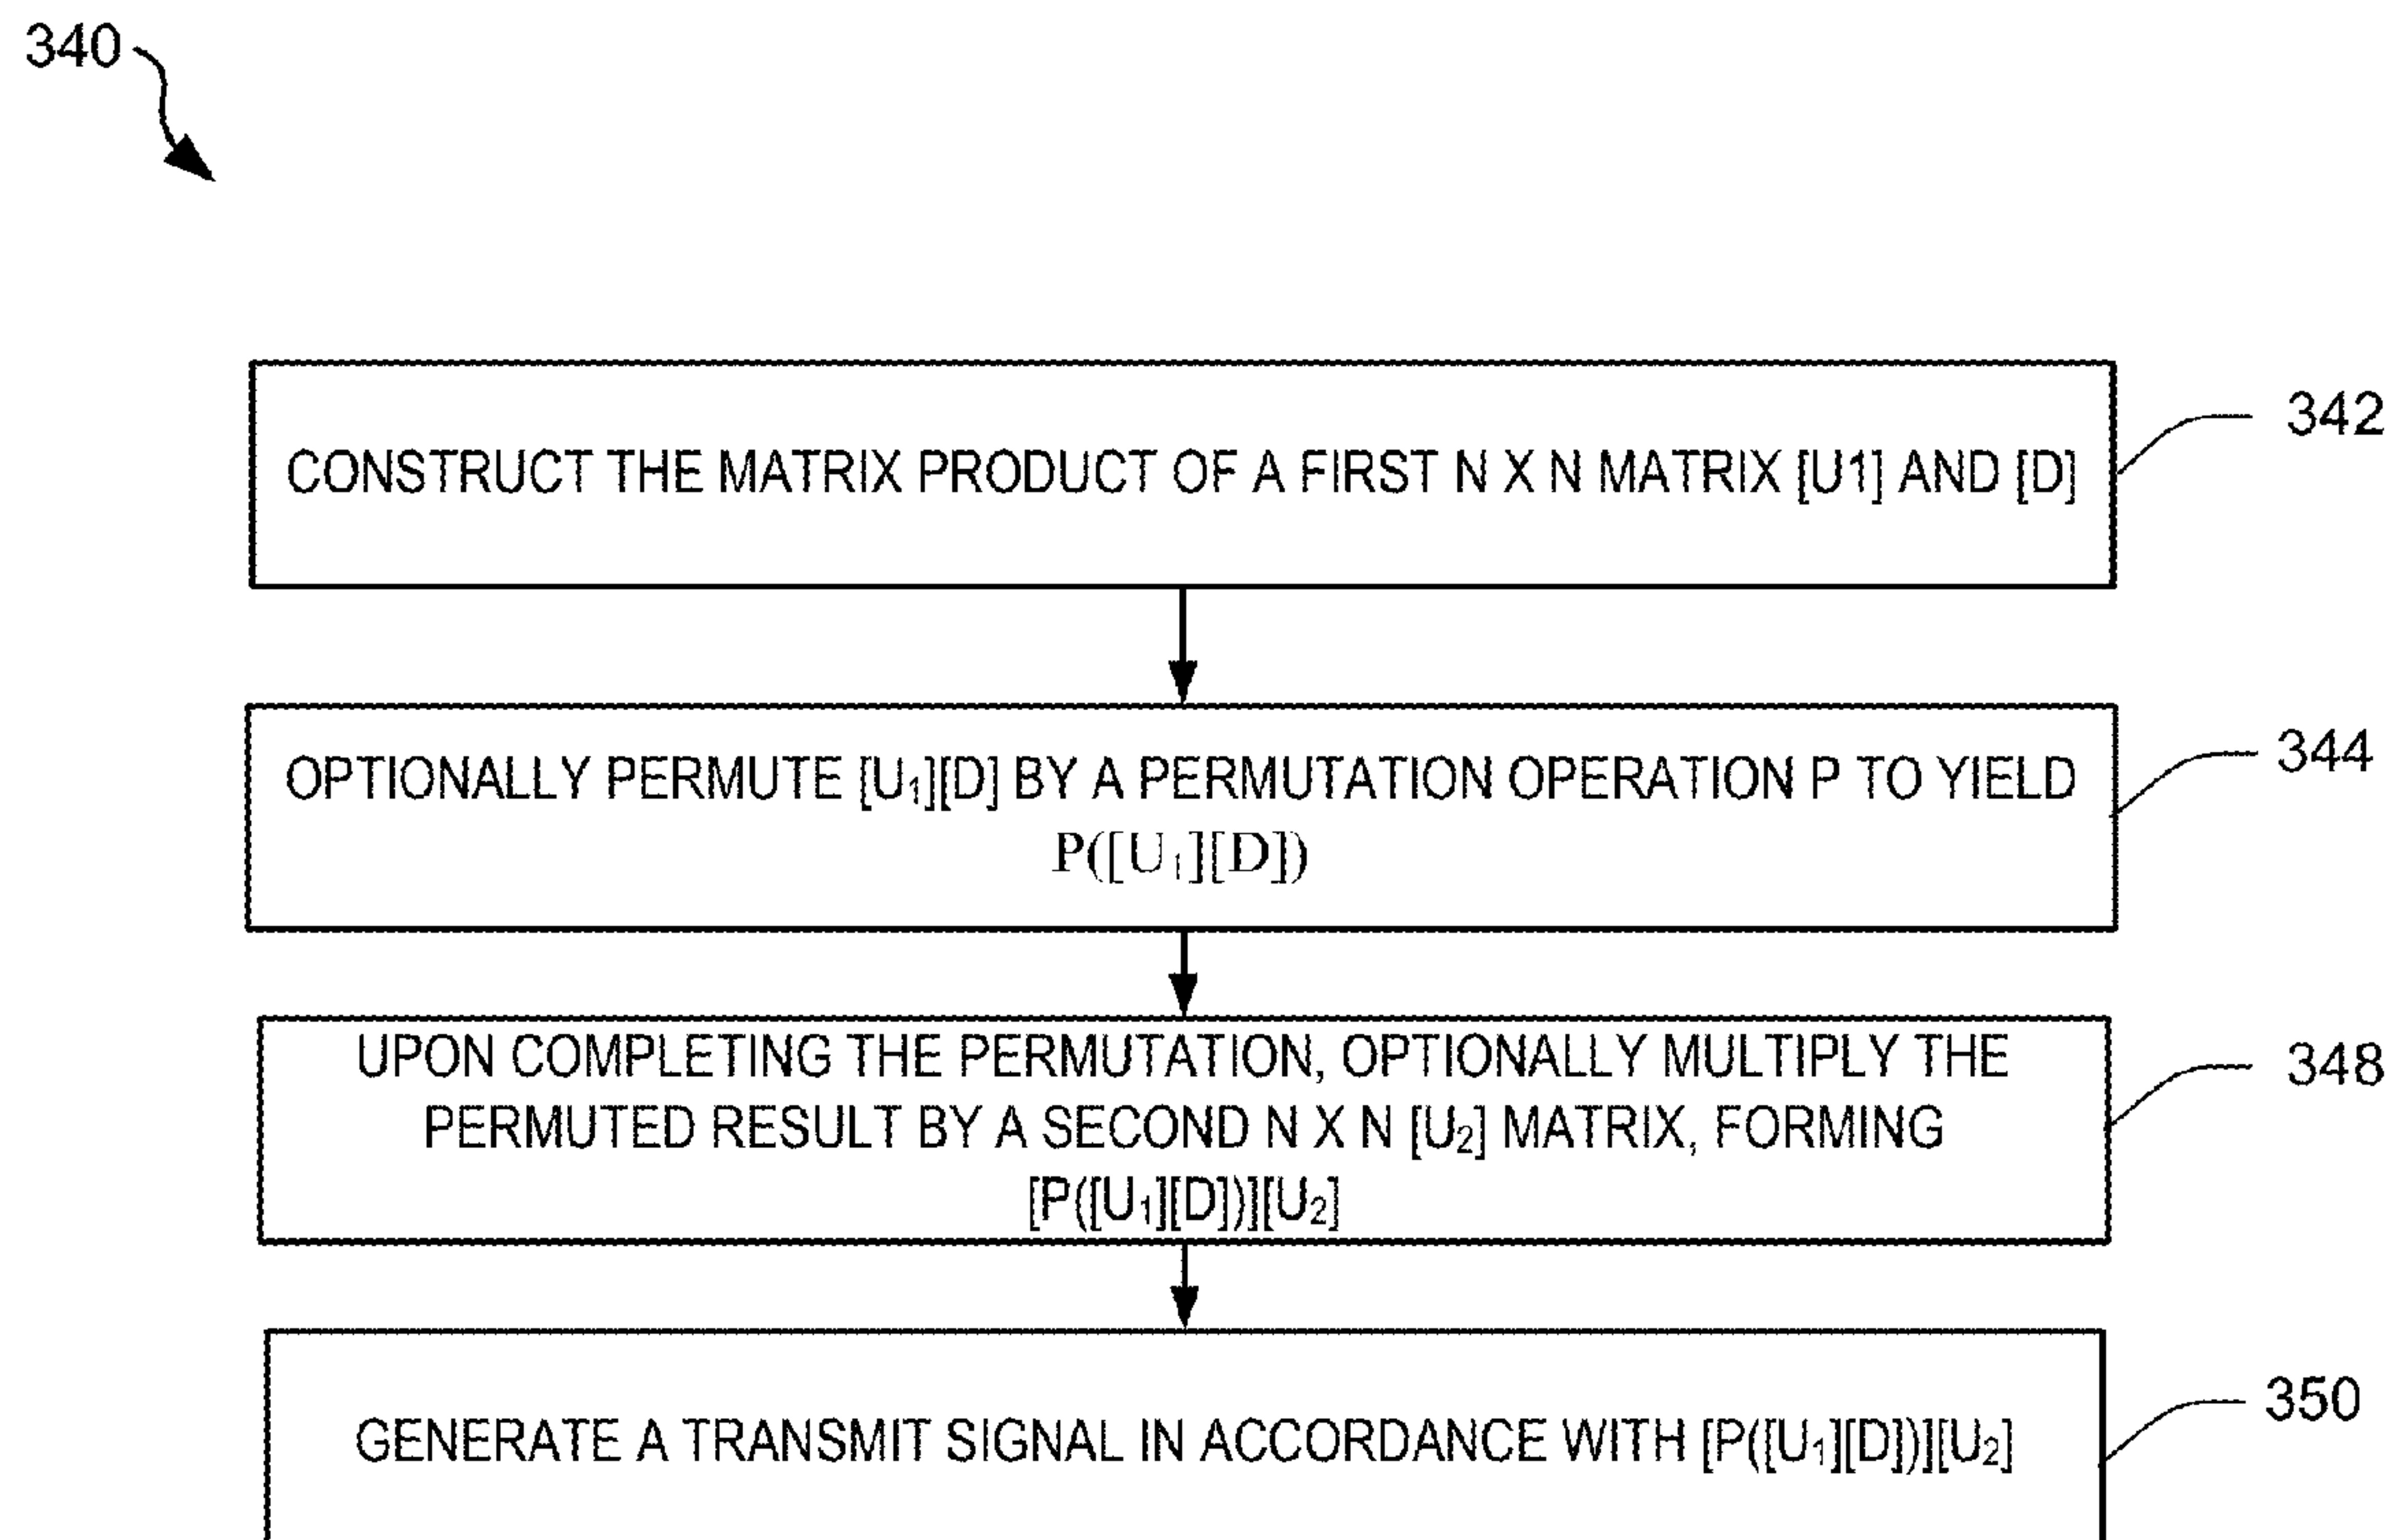 340
CONSTRUCT THE MATRIX PRODUCT OF A FIRST N X N MATRIX [U1] AND [D]
342
OPTIONALLY PERMUTE [U₁][D] BY A PERMUTATION OPERATION P TO YIELD
P([U₁][D])
344
UPON COMPLETING THE PERMUTATION, OPTIONALLY MULTIPLY THE
PERMUTED RESULT BY A SECOND N X N [U₂] MATRIX, FORMING
[P([U₁][D])][U₂]
348
GENERATE A TRANSMIT SIGNAL IN ACCORDANCE WITH [P([U₁][D])][U₂]
350